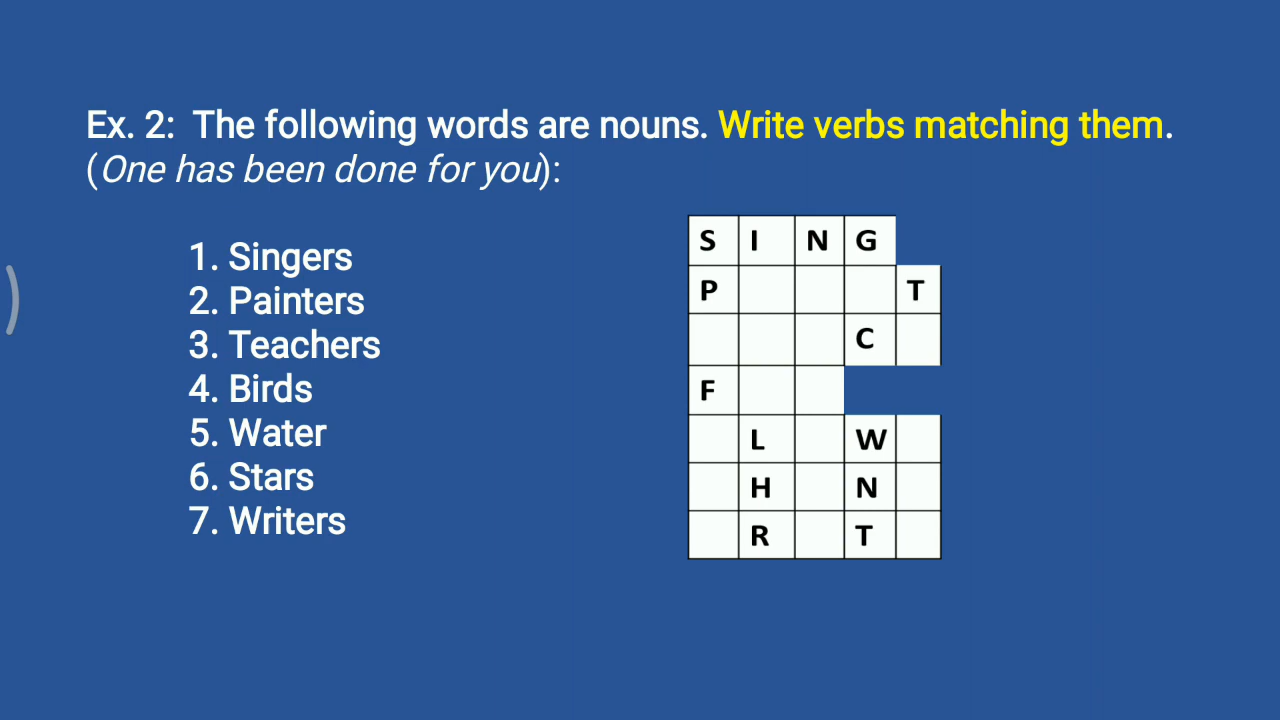 Ex. 2: The following words are nouns. Write verbs matching them.
(One has been done for you):
1. Singers
2. Painters
3. Teachers
4. Birds
5. Water
6. Stars
7. Writers
S I N G
P T
C
F
L W
H N
R T